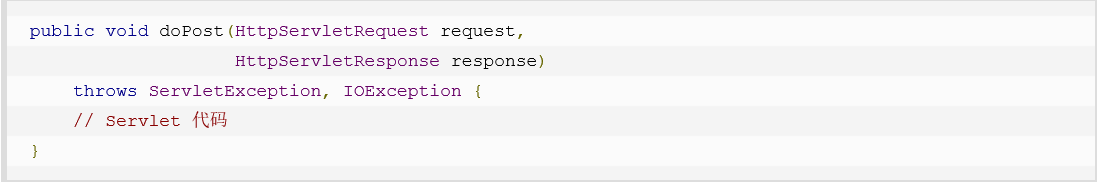 public void doPost(HttpServletRequest request,
                   HttpServletResponse response)
    throws ServletException, IOException {
    // Servlet 代码
}